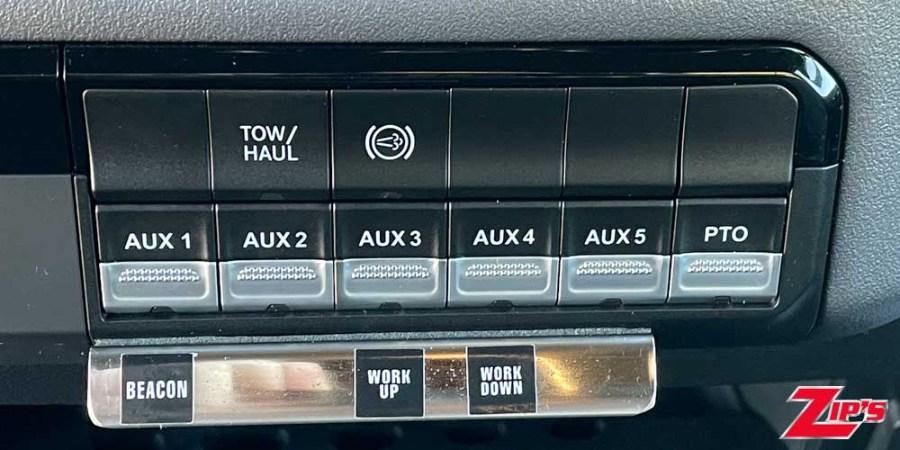 TOW/
HAUL
AUX 1 AUX 2 AUX 3 AUX 4 AUX 5 PTO
BEACON WORK
UP WORK
DOWN
ZIP'S